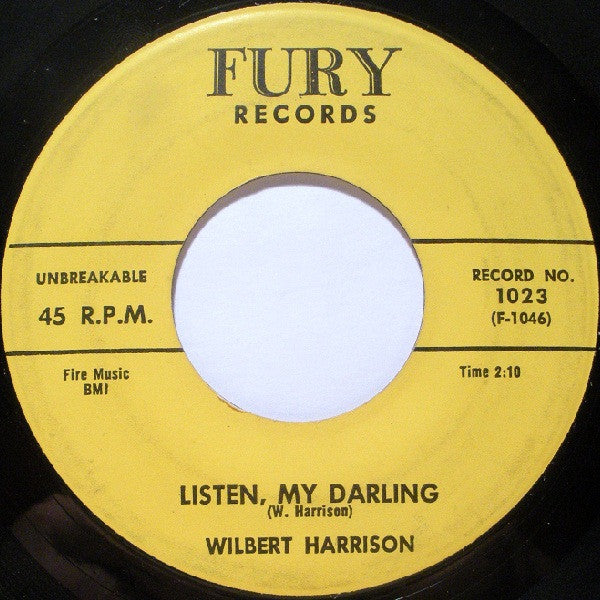 FURY
RECORDS
UNBREAKABLE
45 R.P.M.
RECORD NO.
1023
(F-1046)
Fire Music
BMI
Time 2:10
LISTEN, MY DARLING
(W. Harrison)
WILBERT HARRISON